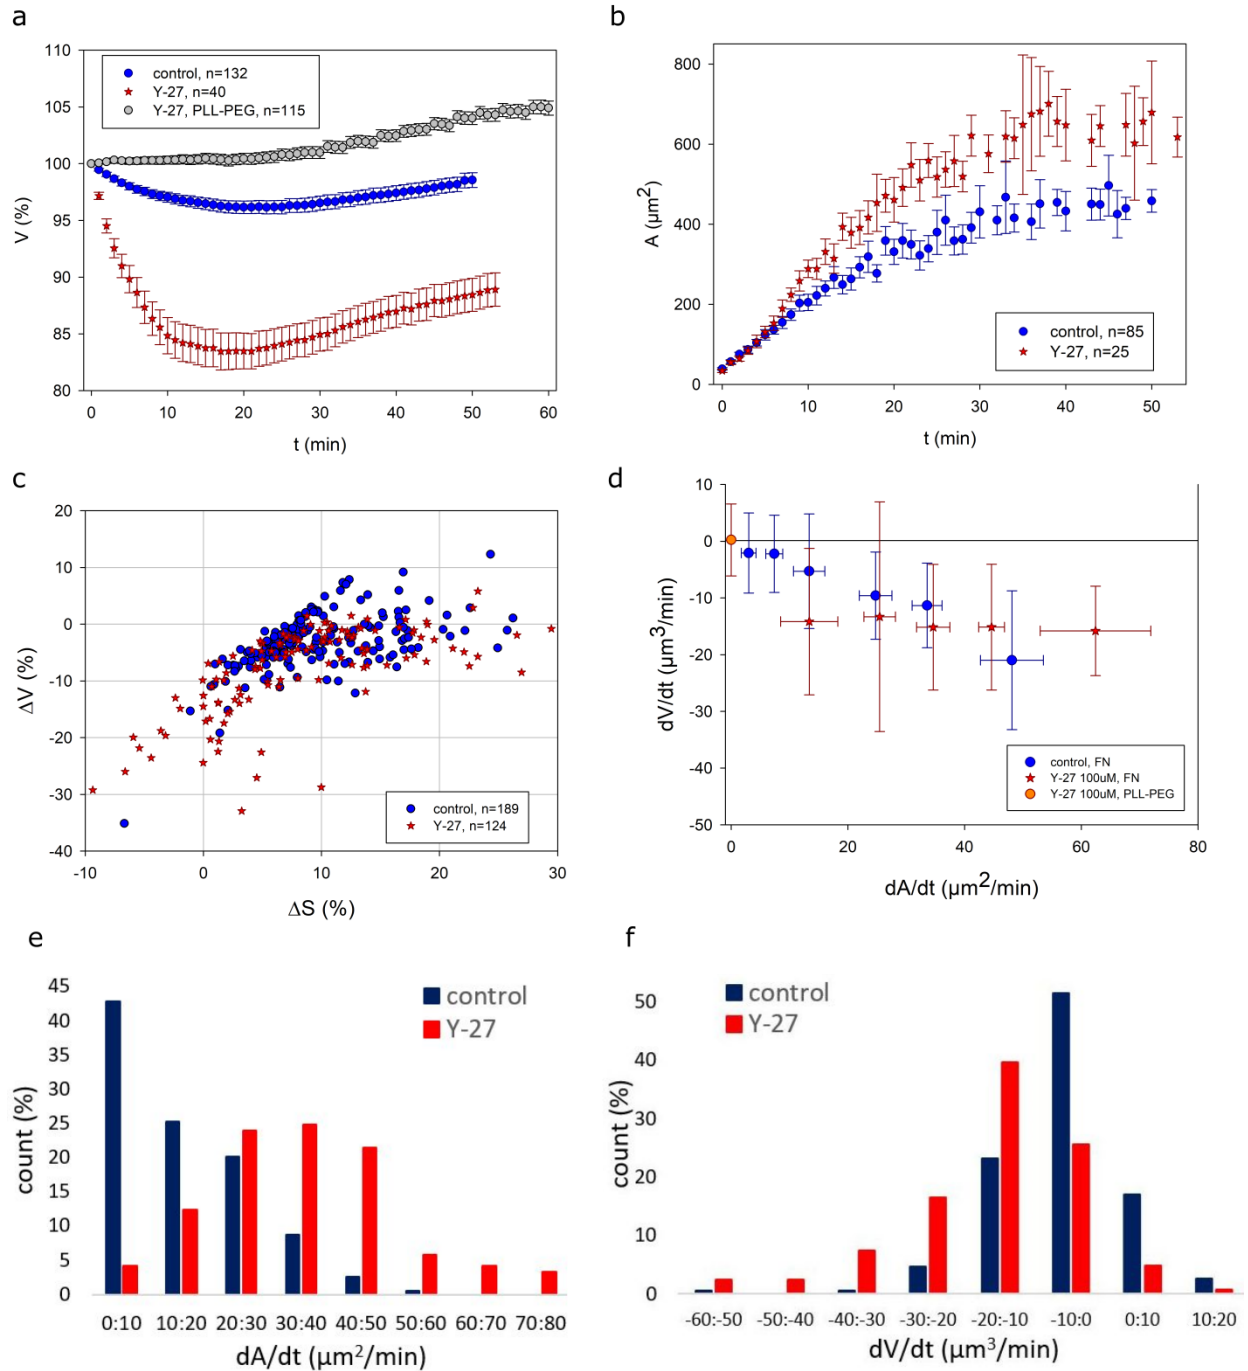 a
110
105
100
95
90
85
80
V (%)
control, n=132
Y-27, n=40
Y-27, PLL-PEG, n=115
0 10 20 30 40 50 60
t (min)
b
800
600
400
200
0
A (µm²)
control, n=85
Y-27, n=25
0 10 20 30 40 50
t (min)
c
20
10
0
-10
-20
-30
-40
ΔV (%)
control, n=189
Y-27, n=124
-10 0 10 20 30
ΔS (%)
d
10
0
-10
-20
-30
-40
-50
dV/dt (µm³/min)
control, FN
Y-27 100uM, FN
Y-27 100uM, PLL-PEG
0 20 40 60 80
dA/dt (µm²/min)
e
45
40
35
30
25
20
15
10
5
0
count (%)
control
Y-27
0:10 10:20 20:30 30:40 40:50 50:60 60:70 70:80
dA/dt (µm²/min)
f
50
40
30
20
10
0
count (%)
control
Y-27
-60:-50 -50:-40 -40:-30 -30:-20 -20:-10 -10:0 0:10 10:20
dV/dt (µm³/min)